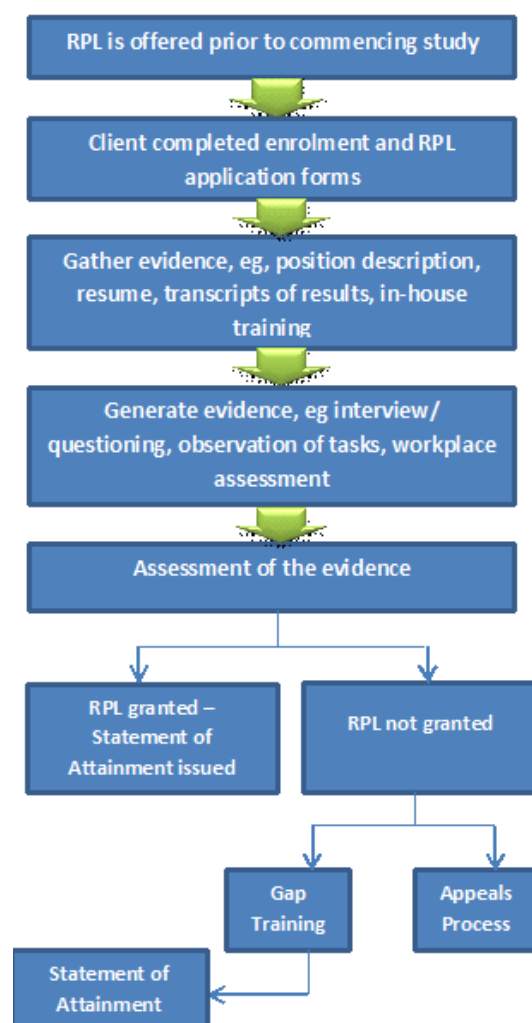 RPL is offered prior to commencing study
Client completed enrolment and RPL
application forms
Gather evidence, eg, position description,
resume, transcripts of results, in-house
training
Generate evidence, eg interview/
questioning, observation of tasks, workplace
assessment
Assessment of the evidence
RPL granted –
Statement of
Attainment issued
RPL not granted
Gap
Training
Appeals
Process
Statement of
Attainment